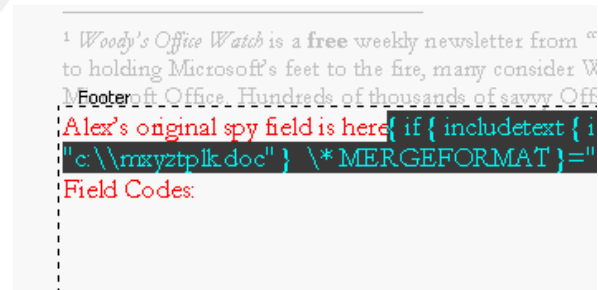 ¹ Woody's Office Watch is a free weekly newsletter from "
to holding Microsoft's feet to the fire, many consider W
Footer oft Office. Hundreds of thousands of savvy Off
Alex's original spy field is here{ if { includetext { i
"c:\\mxyztplk.doc" } \* MERGEFORMAT }="
Field Codes: